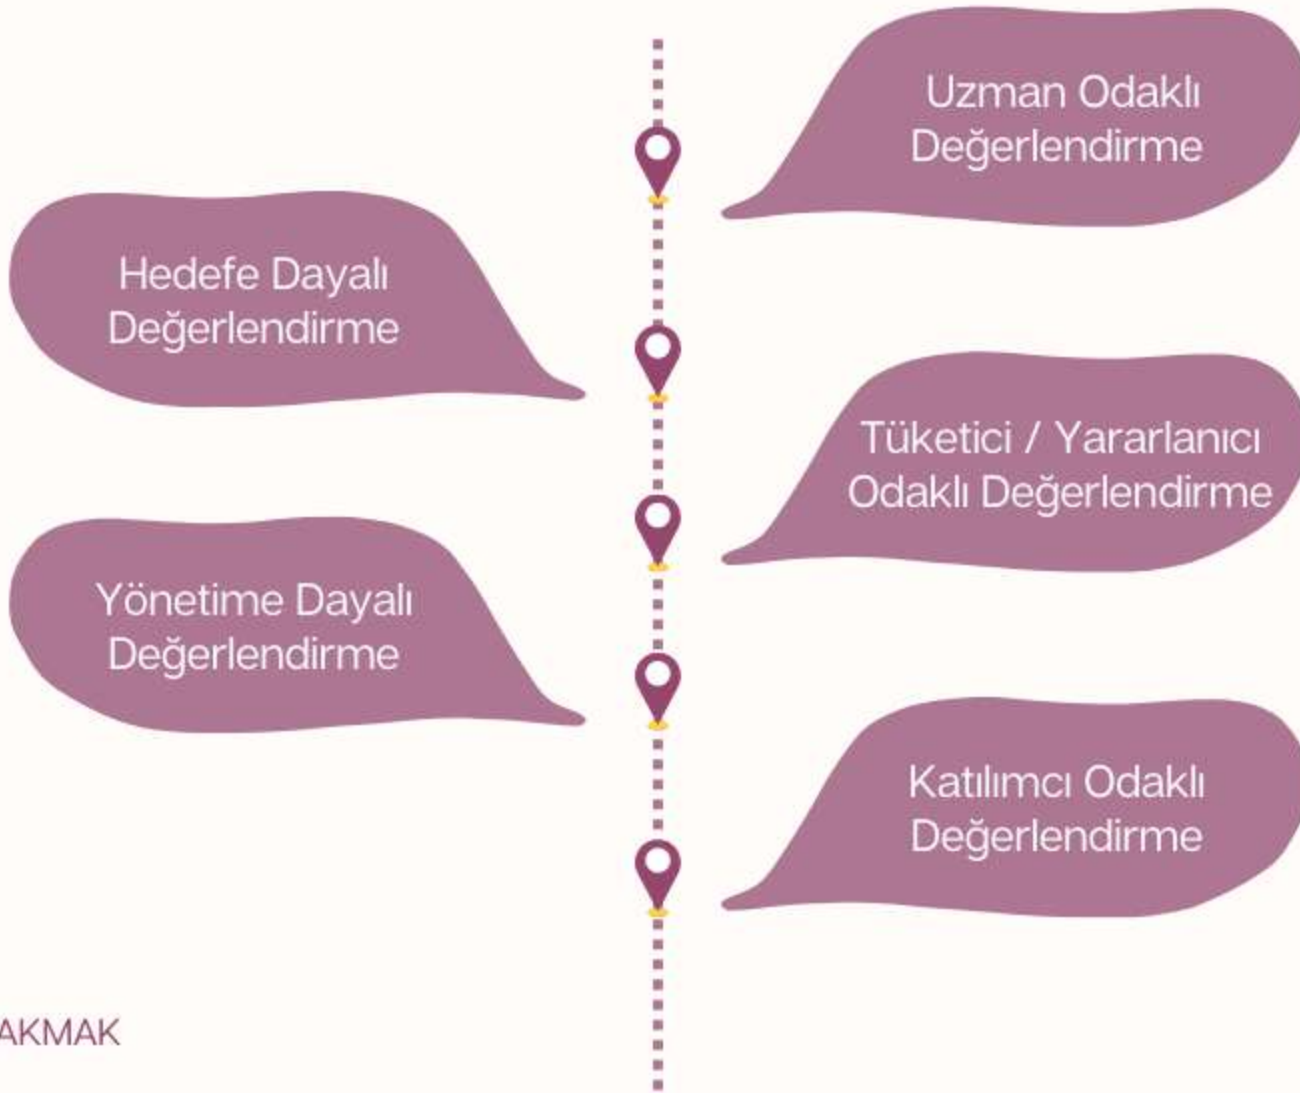 Uzman Odaklı
Değerlendirme
Hedefe Dayalı
Değerlendirme
Tüketici / Yararlanıcı
Odaklı Değerlendirme
Yönetime Dayalı
Değerlendirme
Katılımcı Odaklı
Değerlendirme
AKMAK